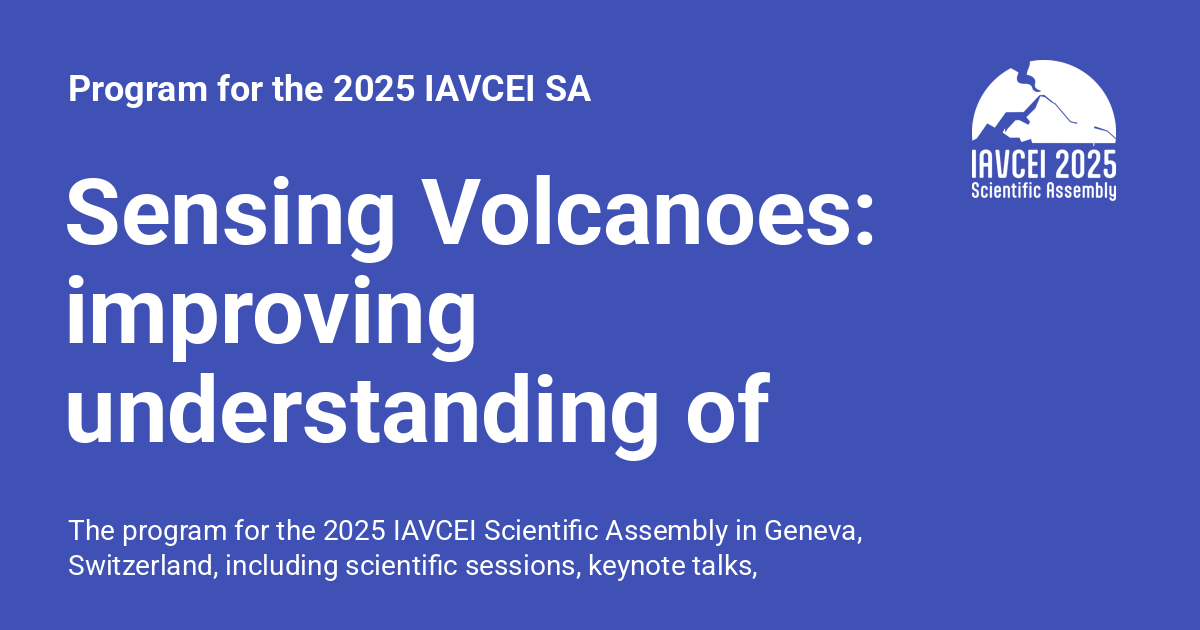 Program for the 2025 IAVCEI SA
IAVCEI 2025
Scientific Assembly
Sensing Volcanoes:
improving
understanding of
The program for the 2025 IAVCEI Scientific Assembly in Geneva,
Switzerland, including scientific sessions, keynote talks,